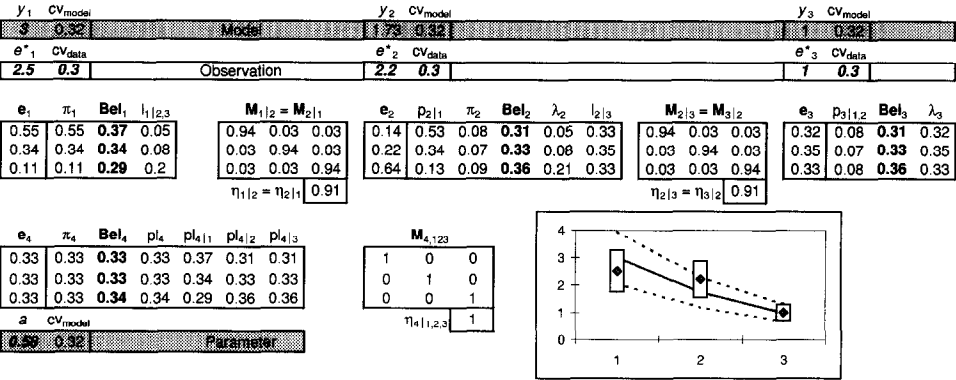 y1 cvmodel y2 cvmodel y3 cvmodel
3 0.32 Model 1.73 0.32 1 0.32
e*1 cvdata e*2 cvdata e*3 cvdata
2.5 0.3 Observation 2.2 0.3 1 0.3
e1 π1 Bel1 l1|2,3 M1|2 = M2|1 e2 p2|1 π2 Bel2 λ2 l2|3 M2|3 = M3|2 e3 p3|1,2 Bel3 λ3
0.55 0.55 0.37 0.05 0.94 0.03 0.03 0.14 0.53 0.08 0.31 0.05 0.33 0.94 0.03 0.03 0.32 0.08 0.31 0.32
0.34 0.34 0.34 0.08 0.03 0.94 0.03 0.22 0.34 0.07 0.33 0.08 0.35 0.03 0.94 0.03 0.35 0.07 0.33 0.35
0.11 0.11 0.29 0.2 0.03 0.03 0.94 0.64 0.13 0.09 0.36 0.21 0.33 0.03 0.03 0.94 0.33 0.08 0.36 0.33
η1|2 = η2|1 0.91 η2|3 = η3|2 0.91
e4 π4 Bel4 pl4 pl4|1 pl4|2 pl4|3 M4,123
0.33 0.33 0.33 0.33 0.37 0.31 0.31 1 0 0
0.33 0.33 0.33 0.33 0.34 0.33 0.33 0 1 0
0.33 0.33 0.34 0.34 0.29 0.36 0.36 0 0 1
η4|1,2,3 1
a cvmodel
0.58 0.32 Parameter
4
3
2
1
0
1 2 3